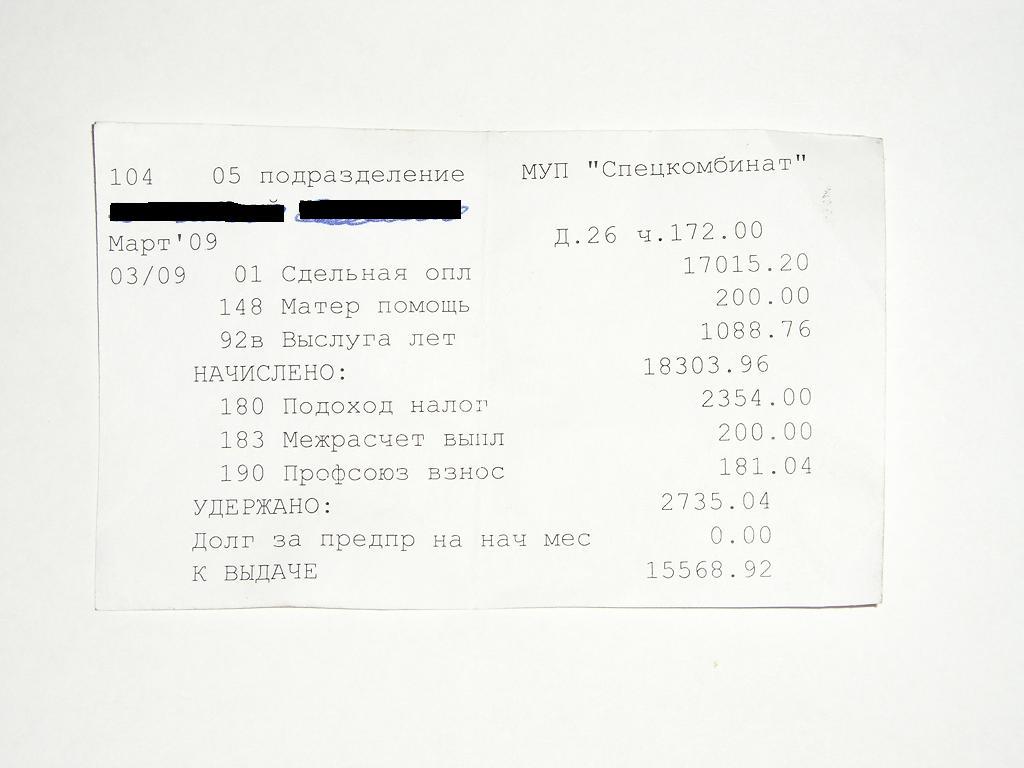 104 05 подразделение МУП "Спецкомбинат"
Март'09 Д.26 ч.172.00
03/09 01 Сдельная опл 17015.20
148 Матер помощь 200.00
92в Выслуга лет 1088.76
НАЧИСЛЕНО: 18303.96
180 Подоход налог 2354.00
183 Межрасчет выпл 200.00
190 Профсоюз взнос 181.04
УДЕРЖАНО: 2735.04
Долг за предпр на нач мес 0.00
К ВЫДАЧЕ 15568.92